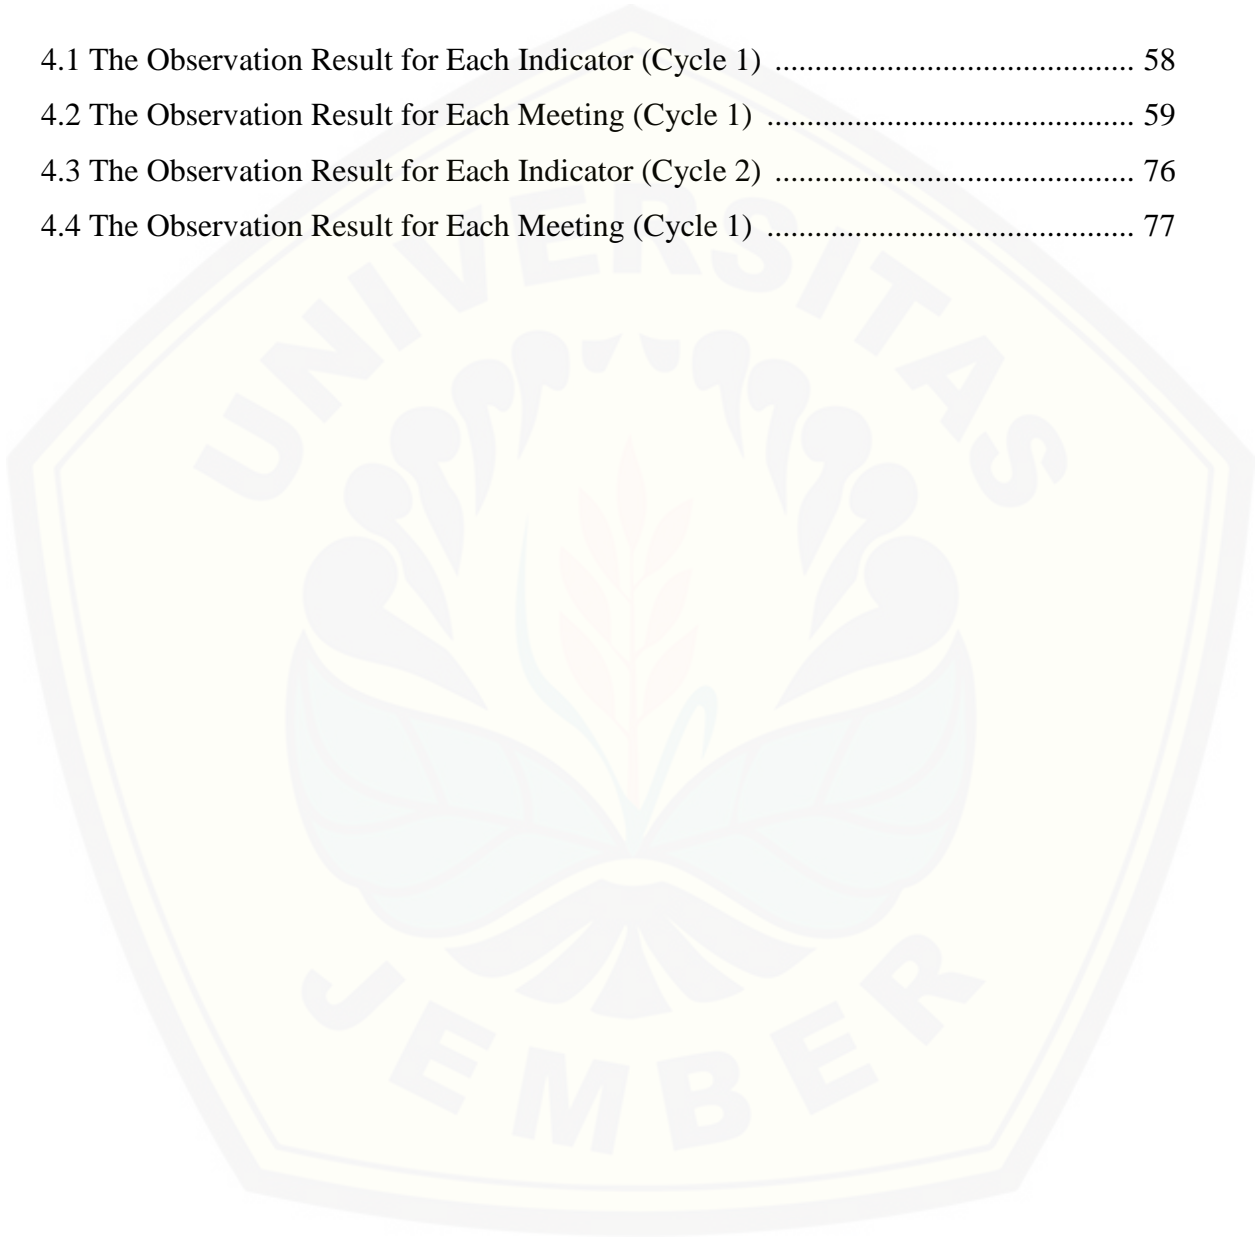 4.1 The Observation Result for Each Indicator (Cycle 1) .............................................. 58
4.2 The Observation Result for Each Meeting (Cycle 1) ............................................... 59
4.3 The Observation Result for Each Indicator (Cycle 2) .............................................. 76
4.4 The Observation Result for Each Meeting (Cycle 1) ............................................... 77
UNIVERSITAS
JEMBER